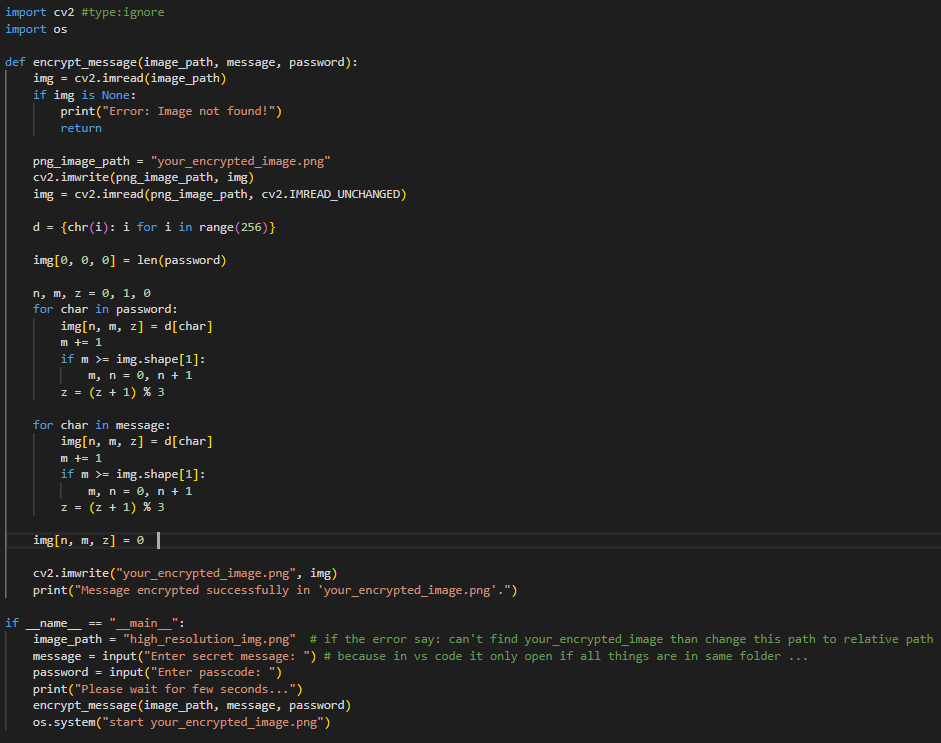 import cv2 #type:ignore
import os
def encrypt_message(image_path, message, password):
img = cv2.imread(image_path)
if img is None:
print("Error: Image not found!")
return
png_image_path = "your_encrypted_image.png"
cv2.imwrite(png_image_path, img)
img = cv2.imread(png_image_path, cv2.IMREAD_UNCHANGED)
d = {chr(i): i for i in range(256)}
img[0, 0, 0] = len(password)
n, m, z = 0, 1, 0
for char in password:
img[n, m, z] = d[char]
m += 1
if m >= img.shape[1]:
m, n = 0, n + 1
z = (z + 1) % 3
for char in message:
img[n, m, z] = d[char]
m += 1
if m >= img.shape[1]:
m, n = 0, n + 1
z = (z + 1) % 3
img[n, m, z] = 0
cv2.imwrite("your_encrypted_image.png", img)
print("Message encrypted successfully in 'your_encrypted_image.png'.")
if __name__ == "__main__":
image_path = "high_resolution_img.png"  # if the error say: can't find your_encrypted_image than change this path to relative path
message = input("Enter secret message: ") # because in vs code it only open if all things are in same folder ...
password = input("Enter passcode: ")
print("Please wait for few seconds...")
encrypt_message(image_path, message, password)
os.system("start your_encrypted_image.png")